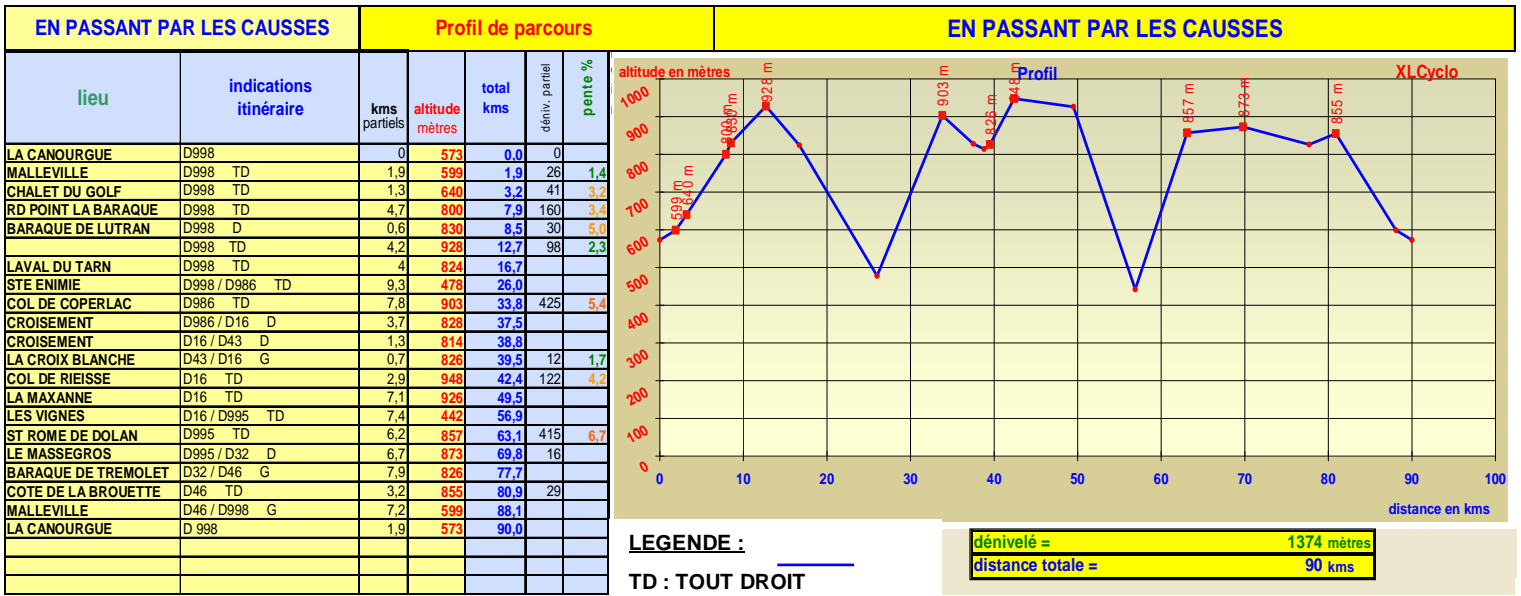 EN PASSANT PAR LES CAUSSES Profil de parcours EN PASSANT PAR LES CAUSSES
lieu indications itinéraire kms partiels altitude mètres total kms déniv. partiel pente %
LA CANOURGUE D998 0 573 0,0 0
MALLEVILLE D998 TD 1,9 599 1,9 26 1,4
CHALET DU GOLF D998 TD 1,3 640 3,2 41 3,2
RD POINT LA BARAQUE D998 TD 4,7 800 7,9 160 3,4
BARAQUE DE LUTRAN D998 D 0,6 830 8,5 30 5,0
D998 TD 4,2 928 12,7 98 2,3
LAVAL DU TARN D998 TD 4 824 16,7
STE ENIMIE D998 / D986 TD 9,3 478 26,0
COL DE COPERLAC D986 TD 7,8 903 33,8 425 5,4
CROISEMENT D986 / D16 D 3,7 828 37,5
CROISEMENT D16 / D43 D 1,3 814 38,8
LA CROIX BLANCHE D43 / D16 G 0,7 826 39,5 12 1,7
COL DE RIEISSE D16 TD 2,9 948 42,4 122 4,2
LA MAXANNE D16 TD 7,1 926 49,5
LES VIGNES D16 / D995 TD 7,4 442 56,9
ST ROME DE DOLAN D995 TD 6,2 857 63,1 415 6,7
LE MASSEGROS D995 / D32 D 6,7 873 69,8 16
BARAQUE DE TREMOLET D32 / D46 G 7,9 826 77,7
COTE DE LA BROUETTE D46 TD 3,2 855 80,9 29
MALLEVILLE D46 / D998 G 7,2 599 88,1
LA CANOURGUE D 998 1,9 573 90,0
altitude en mètres Profil XLCyclo
1000
900
800
700
600
500
400
300
200
100
0
599 m 640 m 800 m 830 m 928 m 903 m 826 m 948 m 857 m 873 m 855 m
0 10 20 30 40 50 60 70 80 90 100
distance en kms
LEGENDE :
TD : TOUT DROIT
dénivelé = 1374 mètres
distance totale = 90 kms